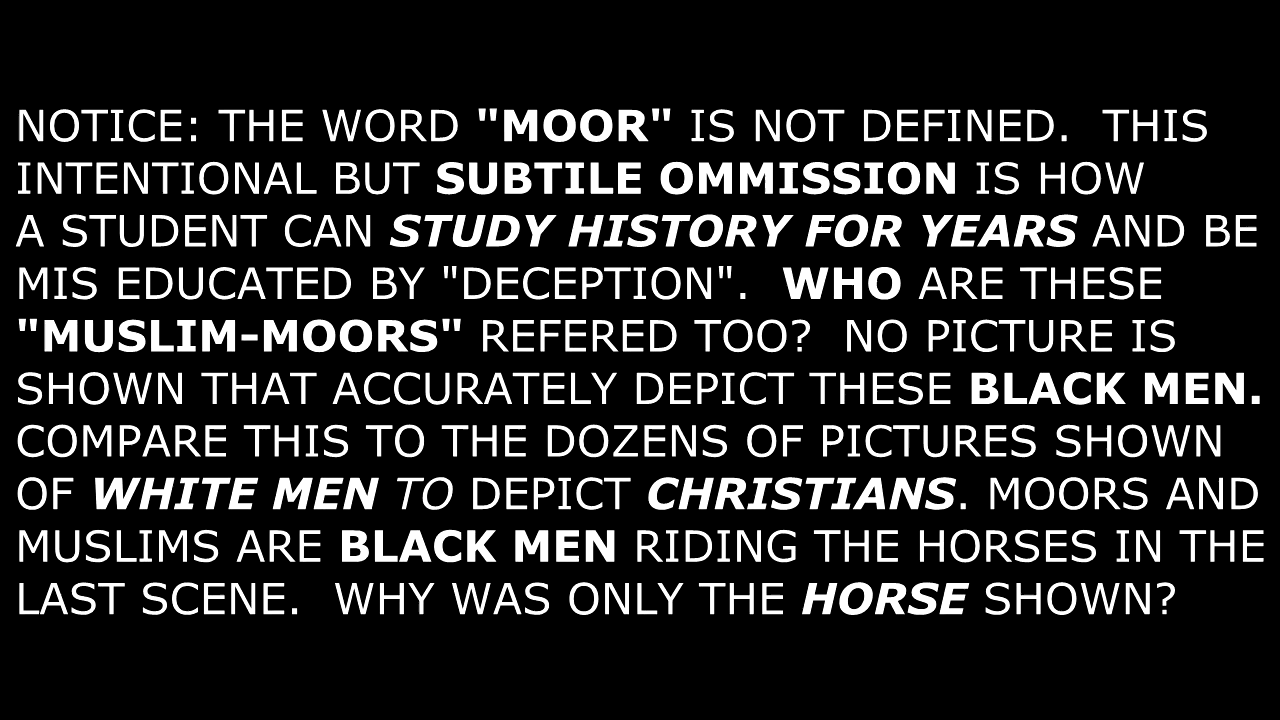 NOTICE: THE WORD "MOOR" IS NOT DEFINED.  THIS
INTENTIONAL BUT SUBTILE OMMISSION IS HOW
A STUDENT CAN STUDY HISTORY FOR YEARS AND BE
MIS EDUCATED BY "DECEPTION".  WHO ARE THESE
"MUSLIM-MOORS" REFERED TOO?  NO PICTURE IS
SHOWN THAT ACCURATELY DEPICT THESE BLACK MEN.
COMPARE THIS TO THE DOZENS OF PICTURES SHOWN
OF WHITE MEN TO DEPICT CHRISTIANS. MOORS AND
MUSLIMS ARE BLACK MEN RIDING THE HORSES IN THE
LAST SCENE.  WHY WAS ONLY THE HORSE SHOWN?